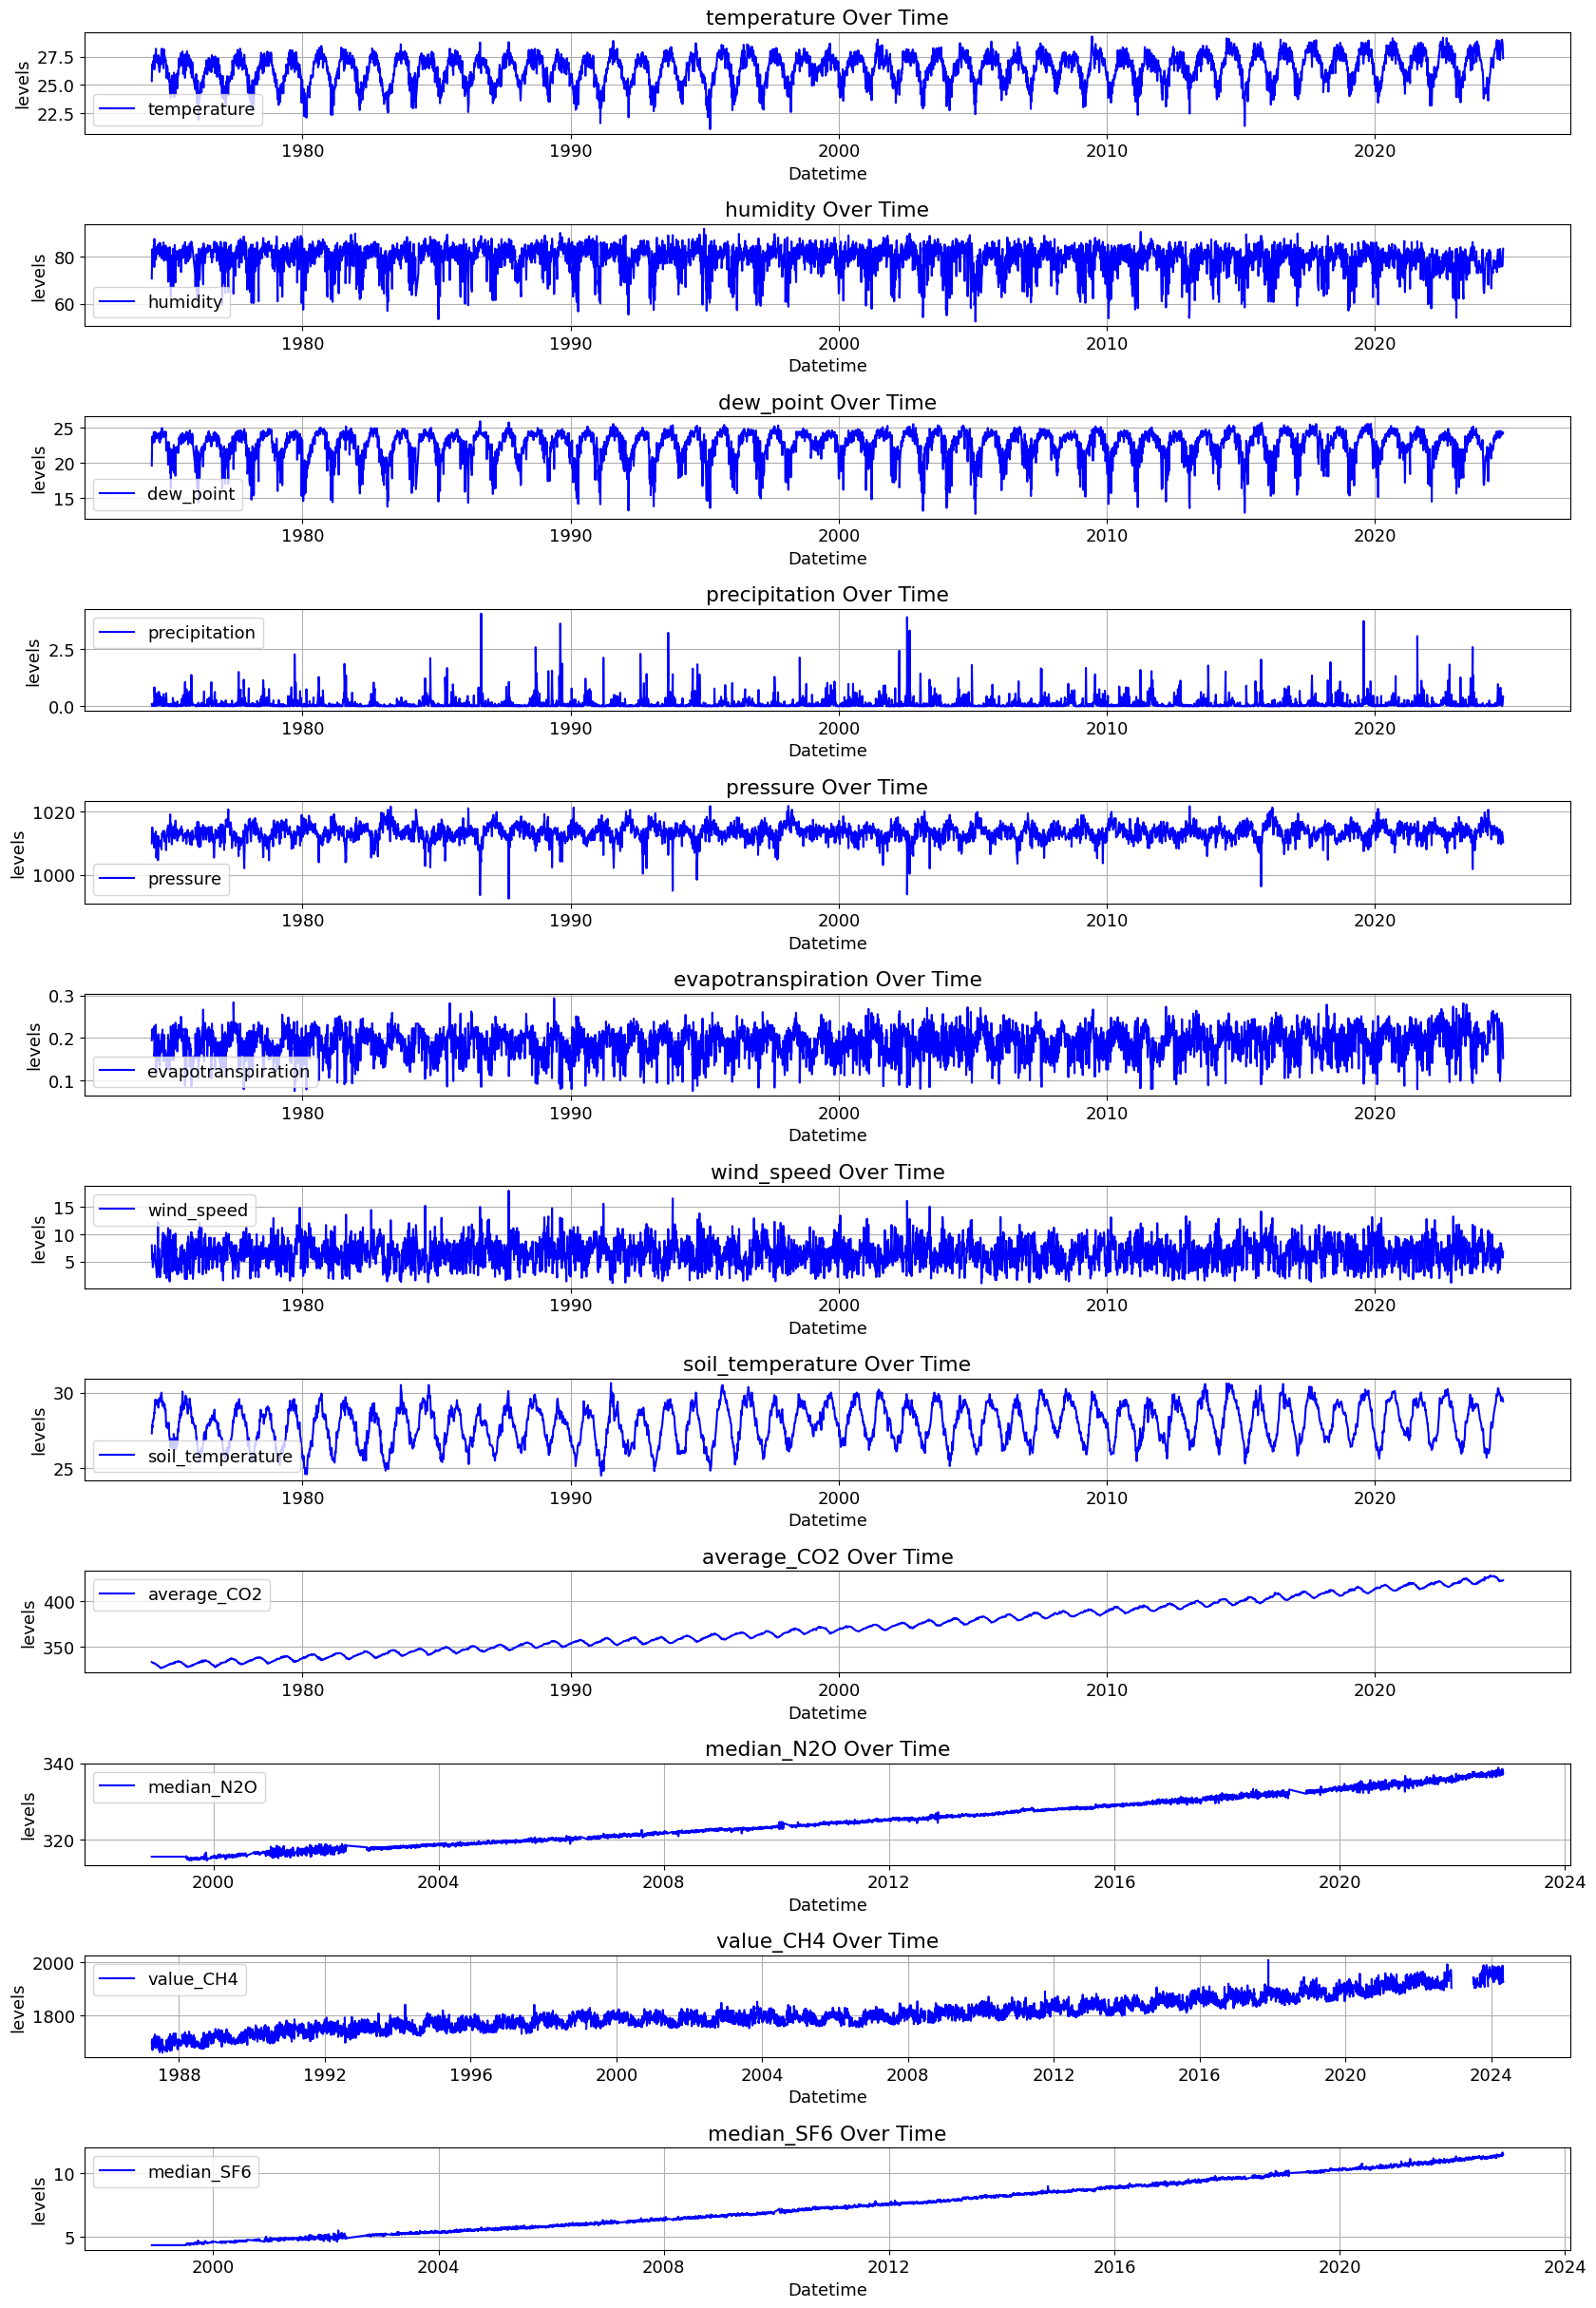 temperature Over Time
27.5
25.0
22.5
levels
temperature
1980 1990 2000 2010 2020
Datetime
humidity Over Time
80
60
levels
humidity
1980 1990 2000 2010 2020
Datetime
dew_point Over Time
25
20
15
levels
dew_point
1980 1990 2000 2010 2020
Datetime
precipitation Over Time
2.5
0.0
levels
precipitation
1980 1990 2000 2010 2020
Datetime
pressure Over Time
1020
1000
levels
pressure
1980 1990 2000 2010 2020
Datetime
evapotranspiration Over Time
0.3
0.2
0.1
levels
evapotranspiration
1980 1990 2000 2010 2020
Datetime
wind_speed Over Time
15
10
5
levels
wind_speed
1980 1990 2000 2010 2020
Datetime
soil_temperature Over Time
30
25
levels
soil_temperature
1980 1990 2000 2010 2020
Datetime
average_CO2 Over Time
400
350
levels
average_CO2
1980 1990 2000 2010 2020
Datetime
median_N2O Over Time
340
320
levels
median_N2O
2000 2004 2008 2012 2016 2020 2024
Datetime
value_CH4 Over Time
2000
1800
levels
value_CH4
1988 1992 1996 2000 2004 2008 2012 2016 2020 2024
Datetime
median_SF6 Over Time
10
5
levels
median_SF6
2000 2004 2008 2012 2016 2020 2024
Datetime